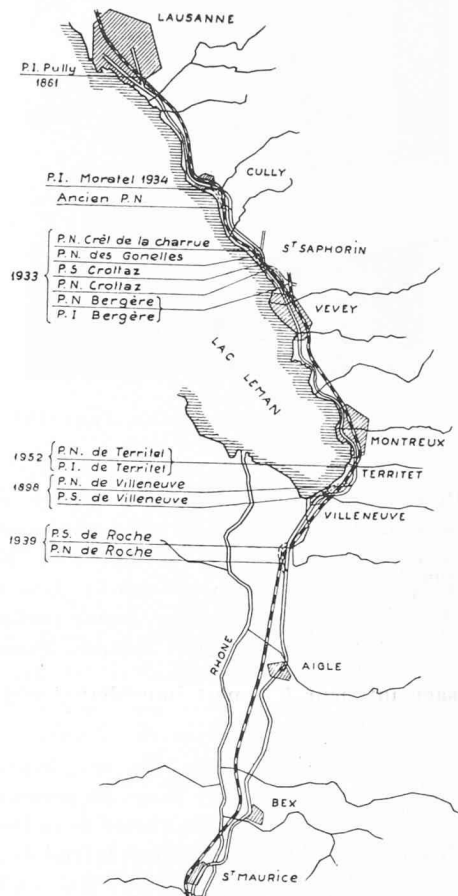 LAUSANNE
P.I. Pully
1861
P.I. Moratel 1934
Ancien P.N
CULLY
P.N. Crêt de la charrue
P.N. des Gonelles
1933
P.S Crottaz
P.N. Crottaz
P.N Bergère
P.I Bergère
ST SAPHORIN
VEVEY
LAC LEMAN
MONTREUX
1952
P.N. de Territet
P.I. de Territet
TERRITET
1898
P.N. de Villeneuve
P.S. de Villeneuve
VILLENEUVE
1939
P.S. de Roche
P.N de Roche
RHONE
AIGLE
BEX
ST MAURICE